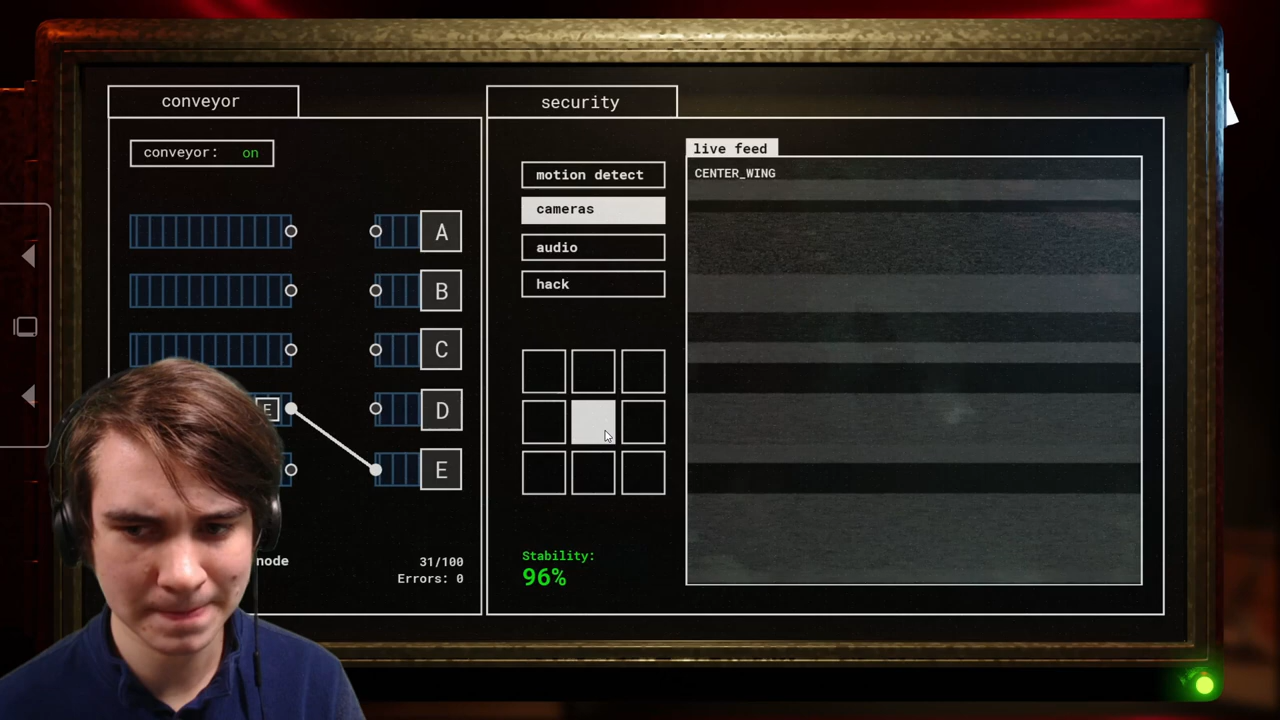 conveyor
conveyor: on
A
B
C
E
D
E
node
31/100
Errors: 0
security
motion detect
cameras
audio
hack
Stability:
96%
live feed
CENTER_WING